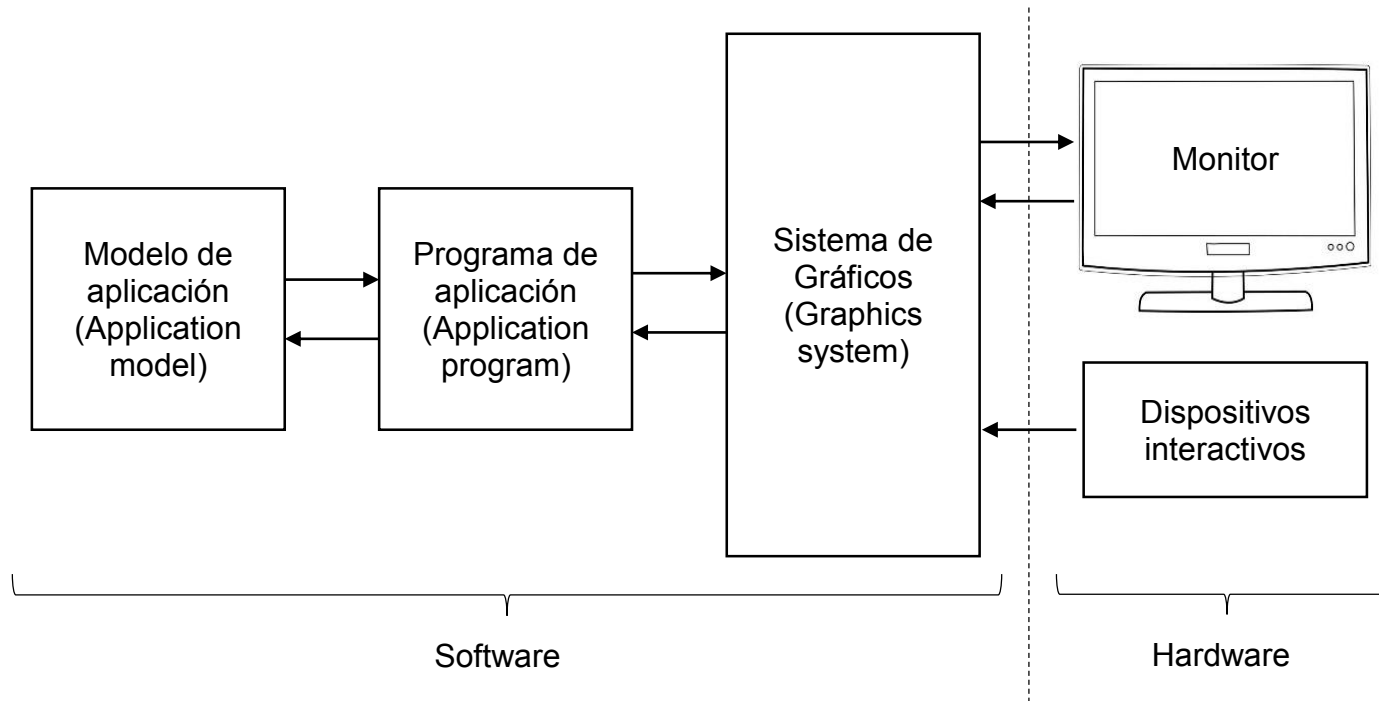 Modelo de
aplicación
(Application
model)
Programa de
aplicación
(Application
program)
Sistema de
Gráficos
(Graphics
system)
Monitor
Dispositivos
interactivos
Software
Hardware